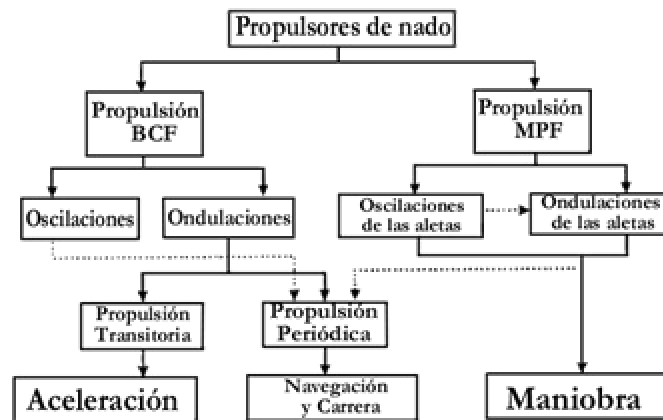 Propulsores de nado
Propulsión
BCF
Propulsión
MPF
Oscilaciones
Ondulaciones
Oscilaciones
de las aletas
Ondulaciones
de las aletas
Propulsión
Transitoria
Propulsión
Periódica
Aceleración
Navegación
y Carrera
Maniobra